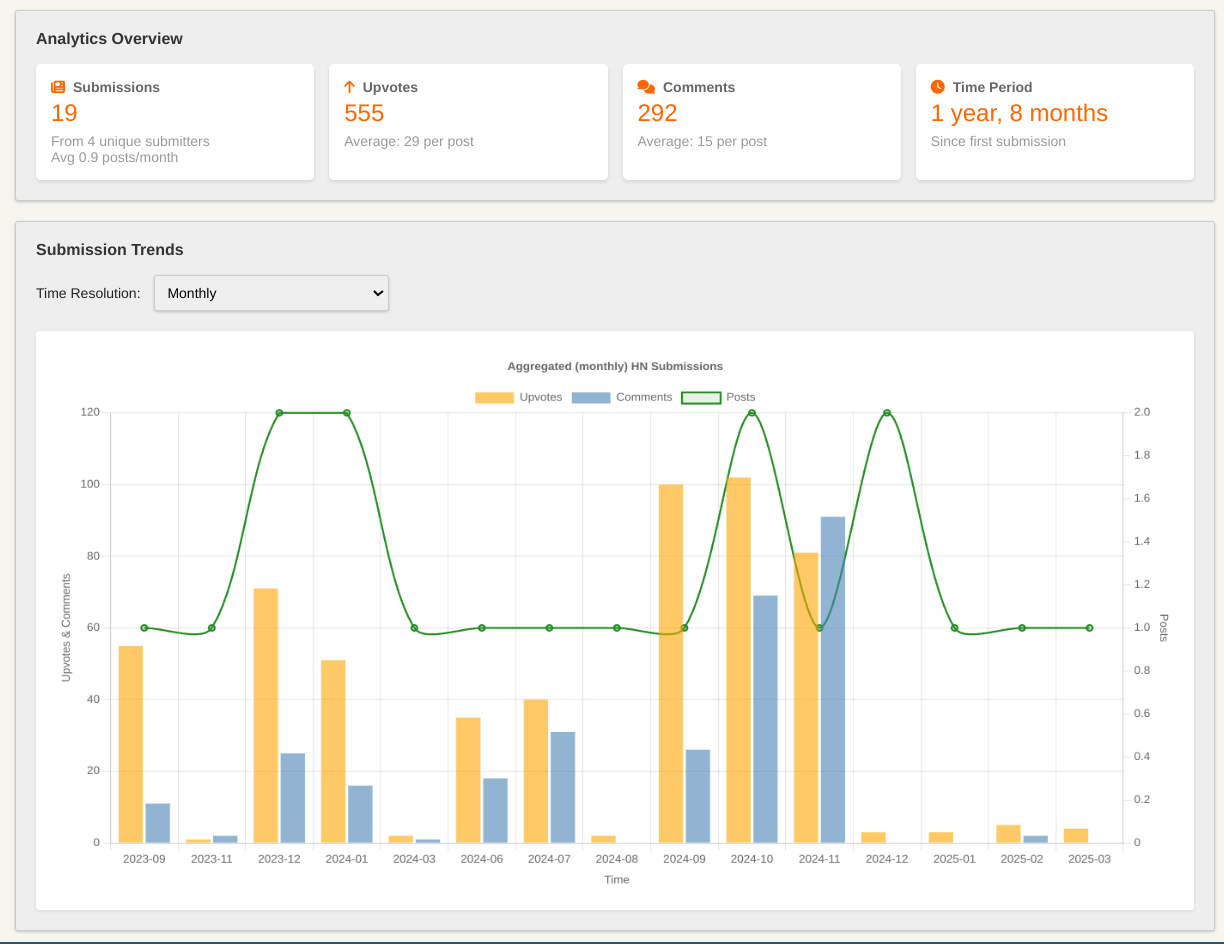 Analytics Overview
Submissions
19
From 4 unique submitters
Avg 0.9 posts/month
Upvotes
555
Average: 29 per post
Comments
292
Average: 15 per post
Time Period
1 year, 8 months
Since first submission
Submission Trends
Time Resolution: Monthly
Aggregated (monthly) HN Submissions
Upvotes Comments Posts
120
100
80
60
40
20
0
Upvotes & Comments
2.0
1.8
1.6
1.4
1.2
1.0
0.8
0.6
0.4
0.2
0
Posts
2023-09 2023-11 2023-12 2024-01 2024-03 2024-06 2024-07 2024-08 2024-09 2024-10 2024-11 2024-12 2025-01 2025-02 2025-03
Time